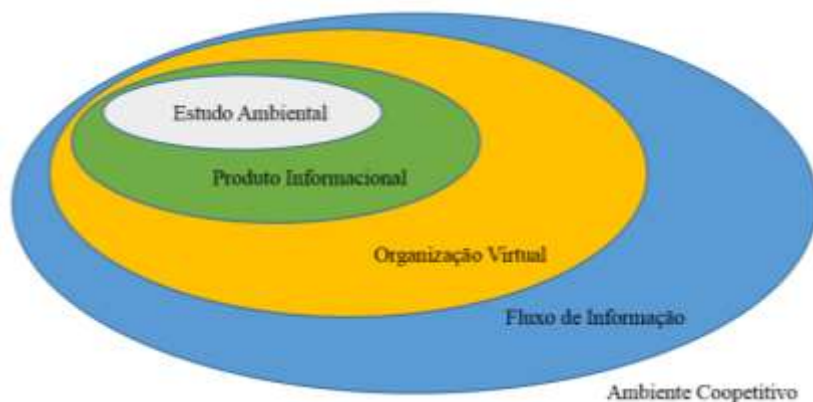 Estudo Ambiental
Produto Informacional
Organização Virtual
Fluxo de Informação
Ambiente Coopetitivo